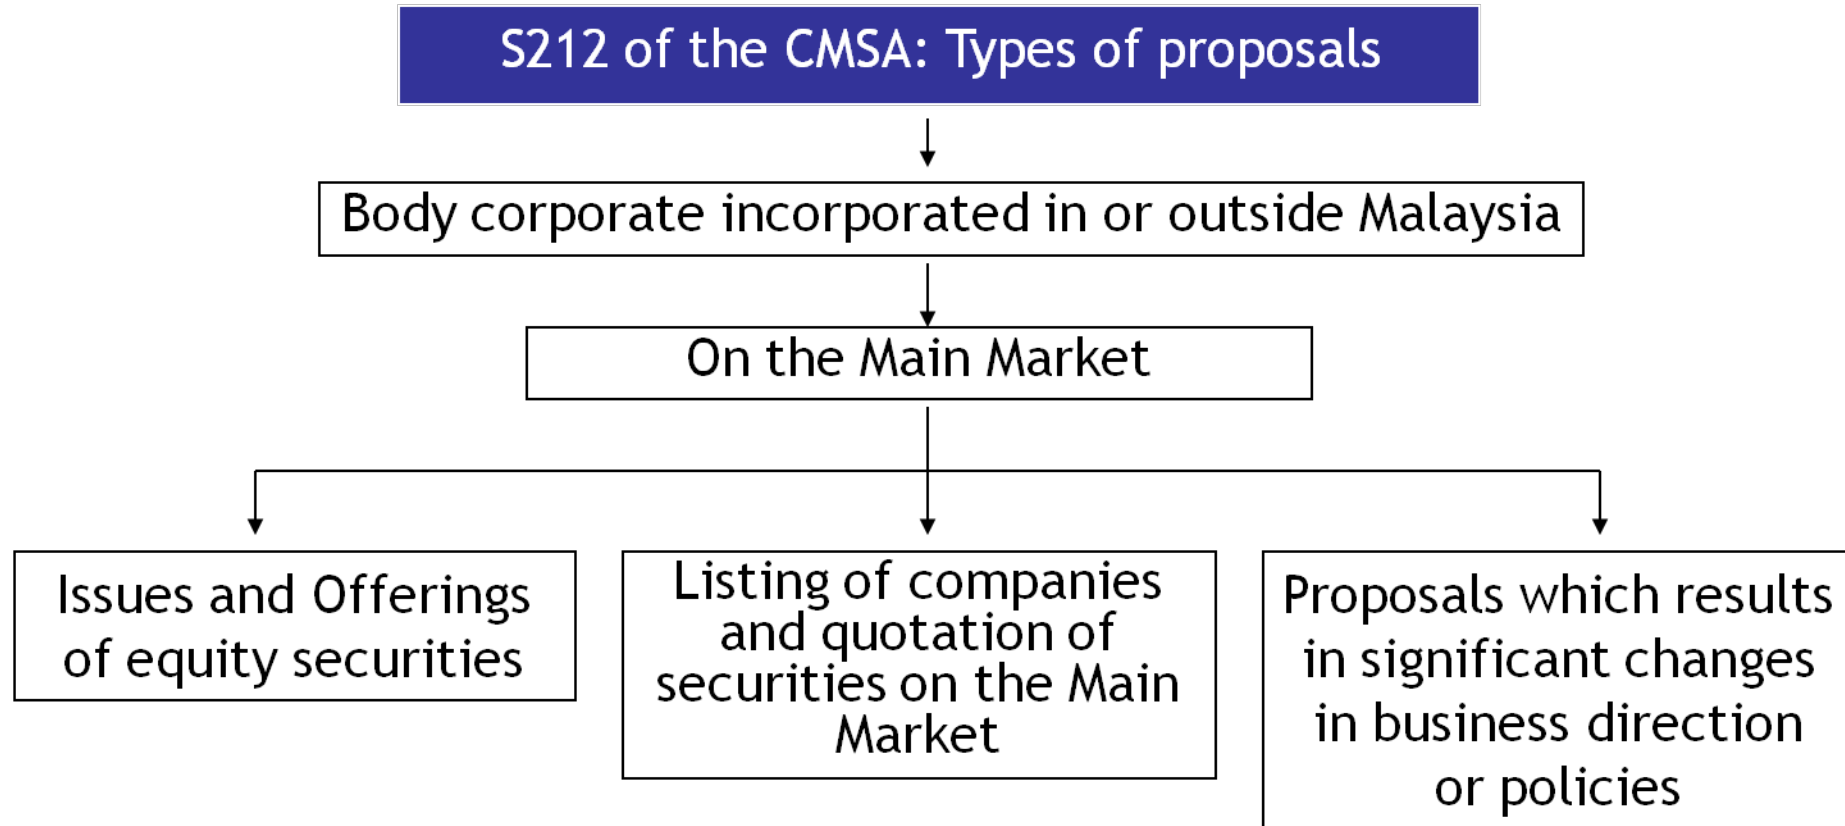 S212 of the CMSA: Types of proposals
Body corporate incorporated in or outside Malaysia
On the Main Market
Issues and Offerings
of equity securities
Listing of companies
and quotation of
securities on the Main
Market
Proposals which results
in significant changes
in business direction
or policies